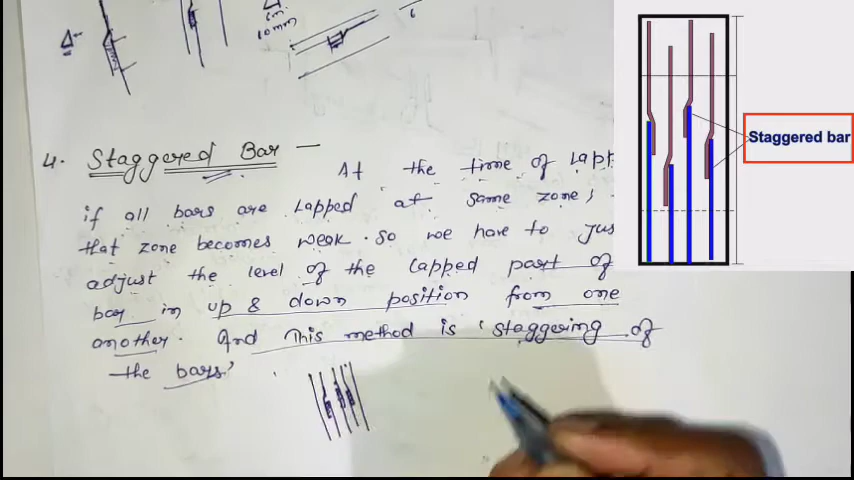 6m
10mm
6
4. Staggered Bar —
At the time of Lapp
if all bars are Lapped at same zone;
that zone becomes weak. so we have to jus
adjust the level of the Lapped part of
bar in up & down position from one
another. And This method is 'staggering of
the bars'
Staggered bar